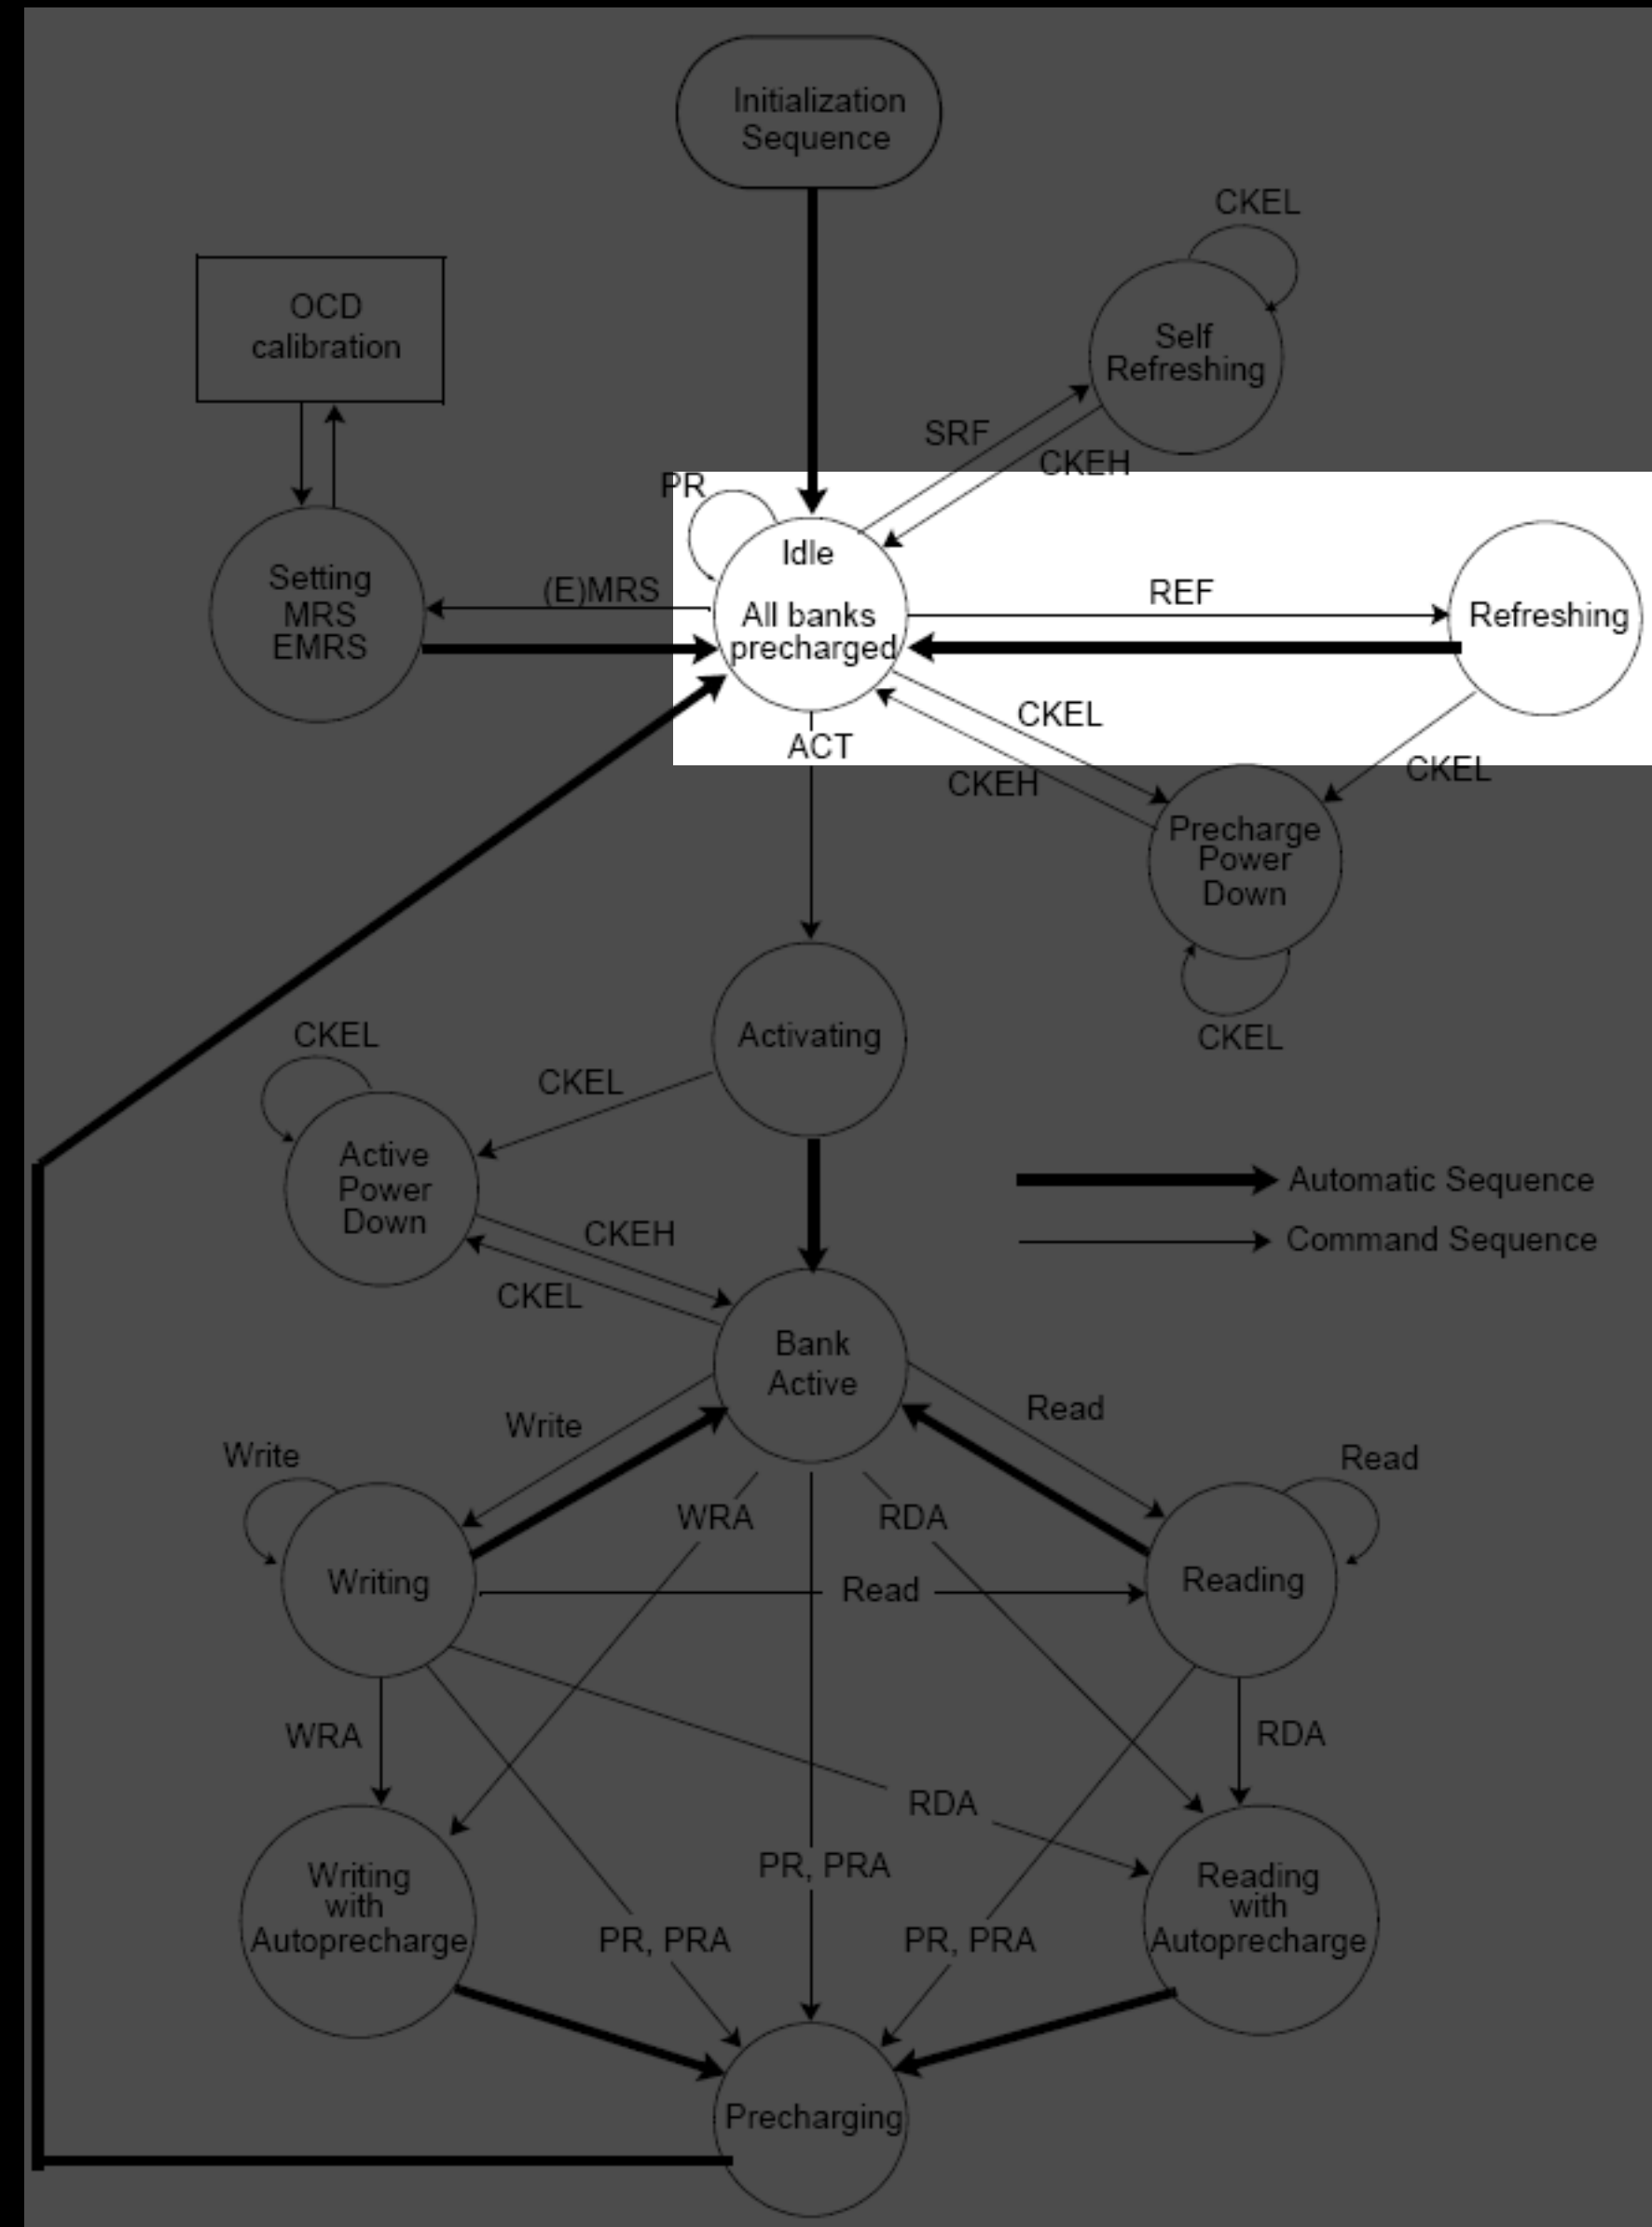 Initialization
Sequence
CKEL
OCD
calibration
Self
Refreshing
SRF
CKEH
PR
Idle
All banks
precharged
(E)MRS
Setting
MRS
EMRS
REF
Refreshing
CKEL
ACT
CKEH
CKEL
Precharge
Power
Down
CKEL
Activating
CKEL
CKEL
Active
Power
Down
Automatic Sequence
Command Sequence
CKEH
CKEL
Bank
Active
Write
Read
Write
Read
WRA
RDA
Writing
Read
Reading
WRA
RDA
RDA
PR, PRA
Writing
with
Autoprecharge
Reading
with
Autoprecharge
PR, PRA
PR, PRA
Precharging